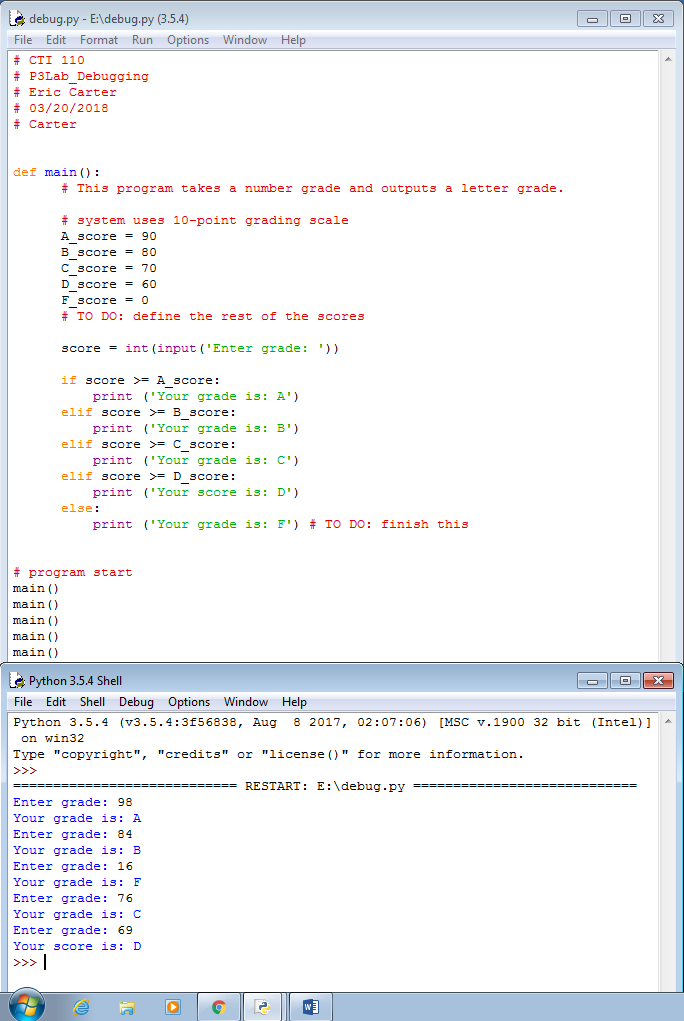 debug.py - E:\debug.py (3.5.4)
File Edit Format Run Options Window Help
# CTI 110
# P3Lab_Debugging
# Eric Carter
# 03/20/2018
# Carter
def main():
# This program takes a number grade and outputs a letter grade.
# system uses 10-point grading scale
A_score = 90
B_score = 80
C_score = 70
D_score = 60
F_score = 0
# TO DO: define the rest of the scores
score = int(input('Enter grade: '))
if score >= A_score:
print ('Your grade is: A')
elif score >= B_score:
print ('Your grade is: B')
elif score >= C_score:
print ('Your grade is: C')
elif score >= D_score:
print ('Your score is: D')
else:
print ('Your grade is: F') # TO DO: finish this
# program start
main()
main()
main()
main()
main()
Python 3.5.4 Shell
File Edit Shell Debug Options Window Help
Python 3.5.4 (v3.5.4:3f56838, Aug  8 2017, 02:07:06) [MSC v.1900 32 bit (Intel)]
on win32
Type "copyright", "credits" or "license()" for more information.
>>>
============================ RESTART: E:\debug.py ============================
Enter grade: 98
Your grade is: A
Enter grade: 84
Your grade is: B
Enter grade: 16
Your grade is: F
Enter grade: 76
Your grade is: C
Enter grade: 69
Your score is: D
>>>